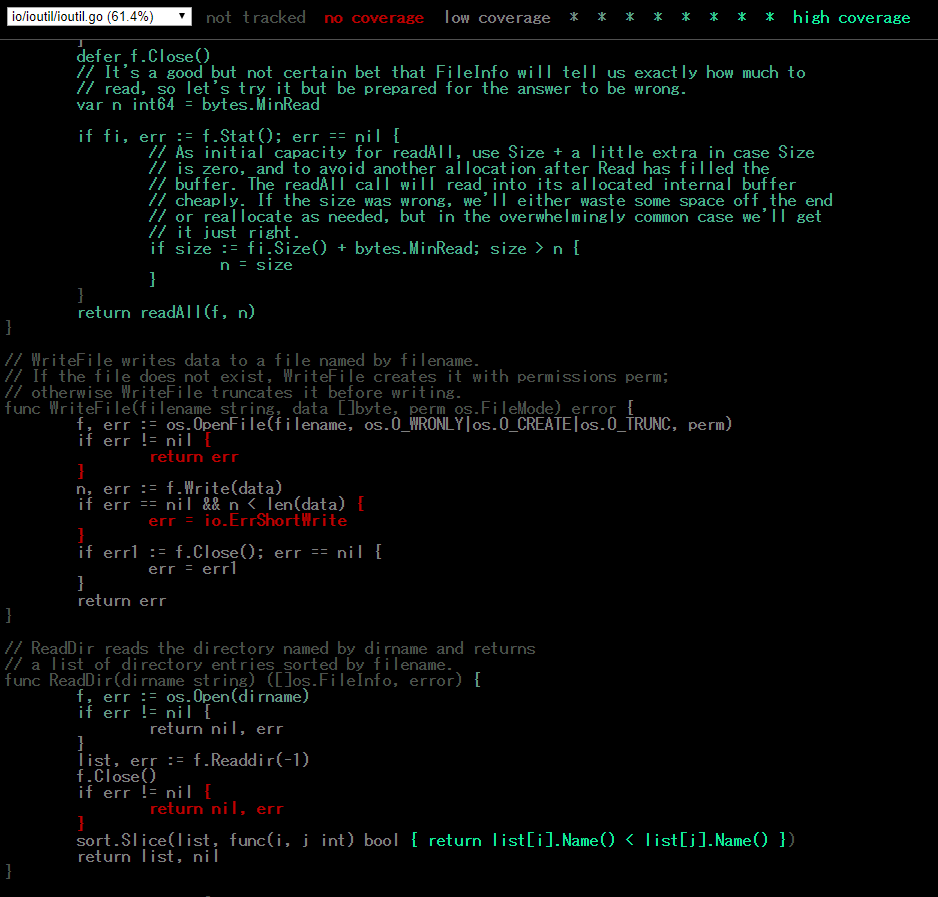 io/ioutil/ioutil.go (61.4%) not tracked no coverage low coverage * * * * * * * * high coverage
}
defer f.Close()
// It's a good but not certain bet that FileInfo will tell us exactly how much to
// read, so let's try it but be prepared for the answer to be wrong.
var n int64 = bytes.MinRead
if fi, err := f.Stat(); err == nil {
// As initial capacity for readAll, use Size + a little extra in case Size
// is zero, and to avoid another allocation after Read has filled the
// buffer. The readAll call will read into its allocated internal buffer
// cheaply. If the size was wrong, we'll either waste some space off the end
// or reallocate as needed, but in the overwhelmingly common case we'll get
// it just right.
if size := fi.Size() + bytes.MinRead; size > n {
n = size
}
}
return readAll(f, n)
}
// WriteFile writes data to a file named by filename.
// If the file does not exist, WriteFile creates it with permissions perm;
// otherwise WriteFile truncates it before writing.
func WriteFile(filename string, data []byte, perm os.FileMode) error {
f, err := os.OpenFile(filename, os.O_WRONLY|os.O_CREATE|os.O_TRUNC, perm)
if err != nil {
return err
}
n, err := f.Write(data)
if err == nil && n < len(data) {
err = io.ErrShortWrite
}
if err1 := f.Close(); err == nil {
err = err1
}
return err
}
// ReadDir reads the directory named by dirname and returns
// a list of directory entries sorted by filename.
func ReadDir(dirname string) ([]os.FileInfo, error) {
f, err := os.Open(dirname)
if err != nil {
return nil, err
}
list, err := f.Readdir(-1)
f.Close()
if err != nil {
return nil, err
}
sort.Slice(list, func(i, j int) bool { return list[i].Name() < list[j].Name() })
return list, nil
}